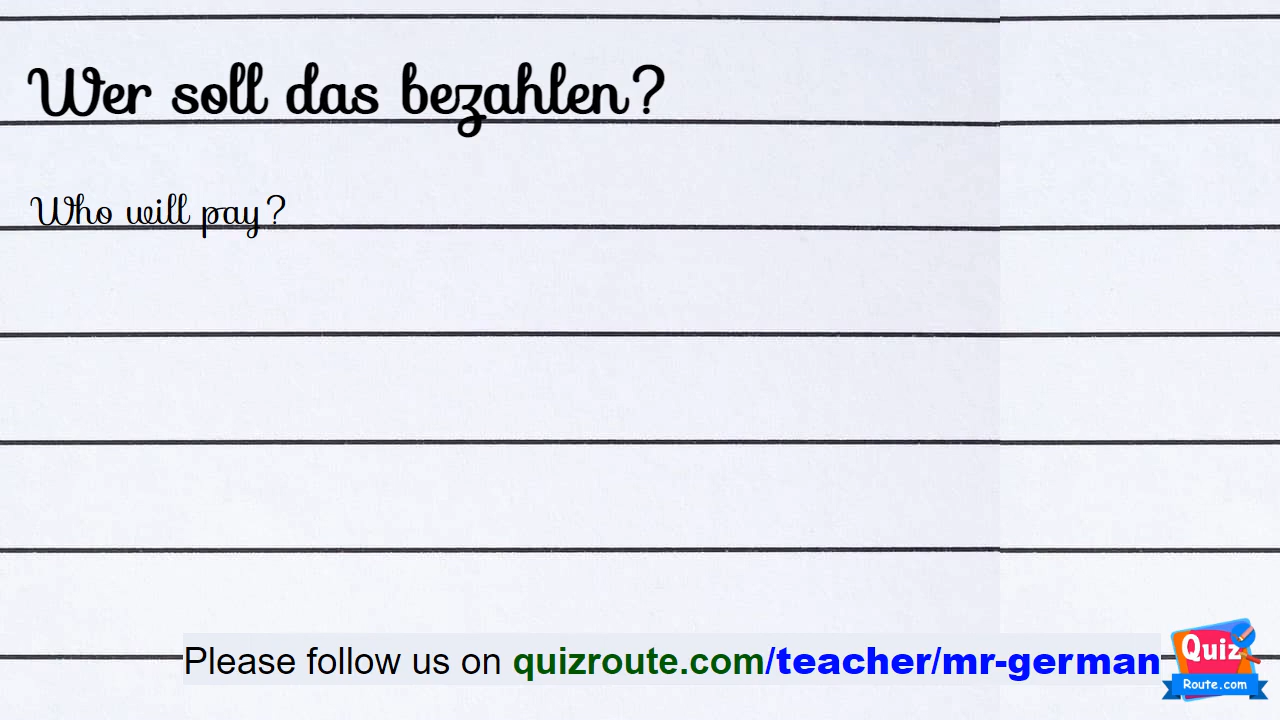 Wer soll das bezahlen?
Who will pay?
Please follow us on quizroute.com/teacher/mr-german
Quiz
Route.com